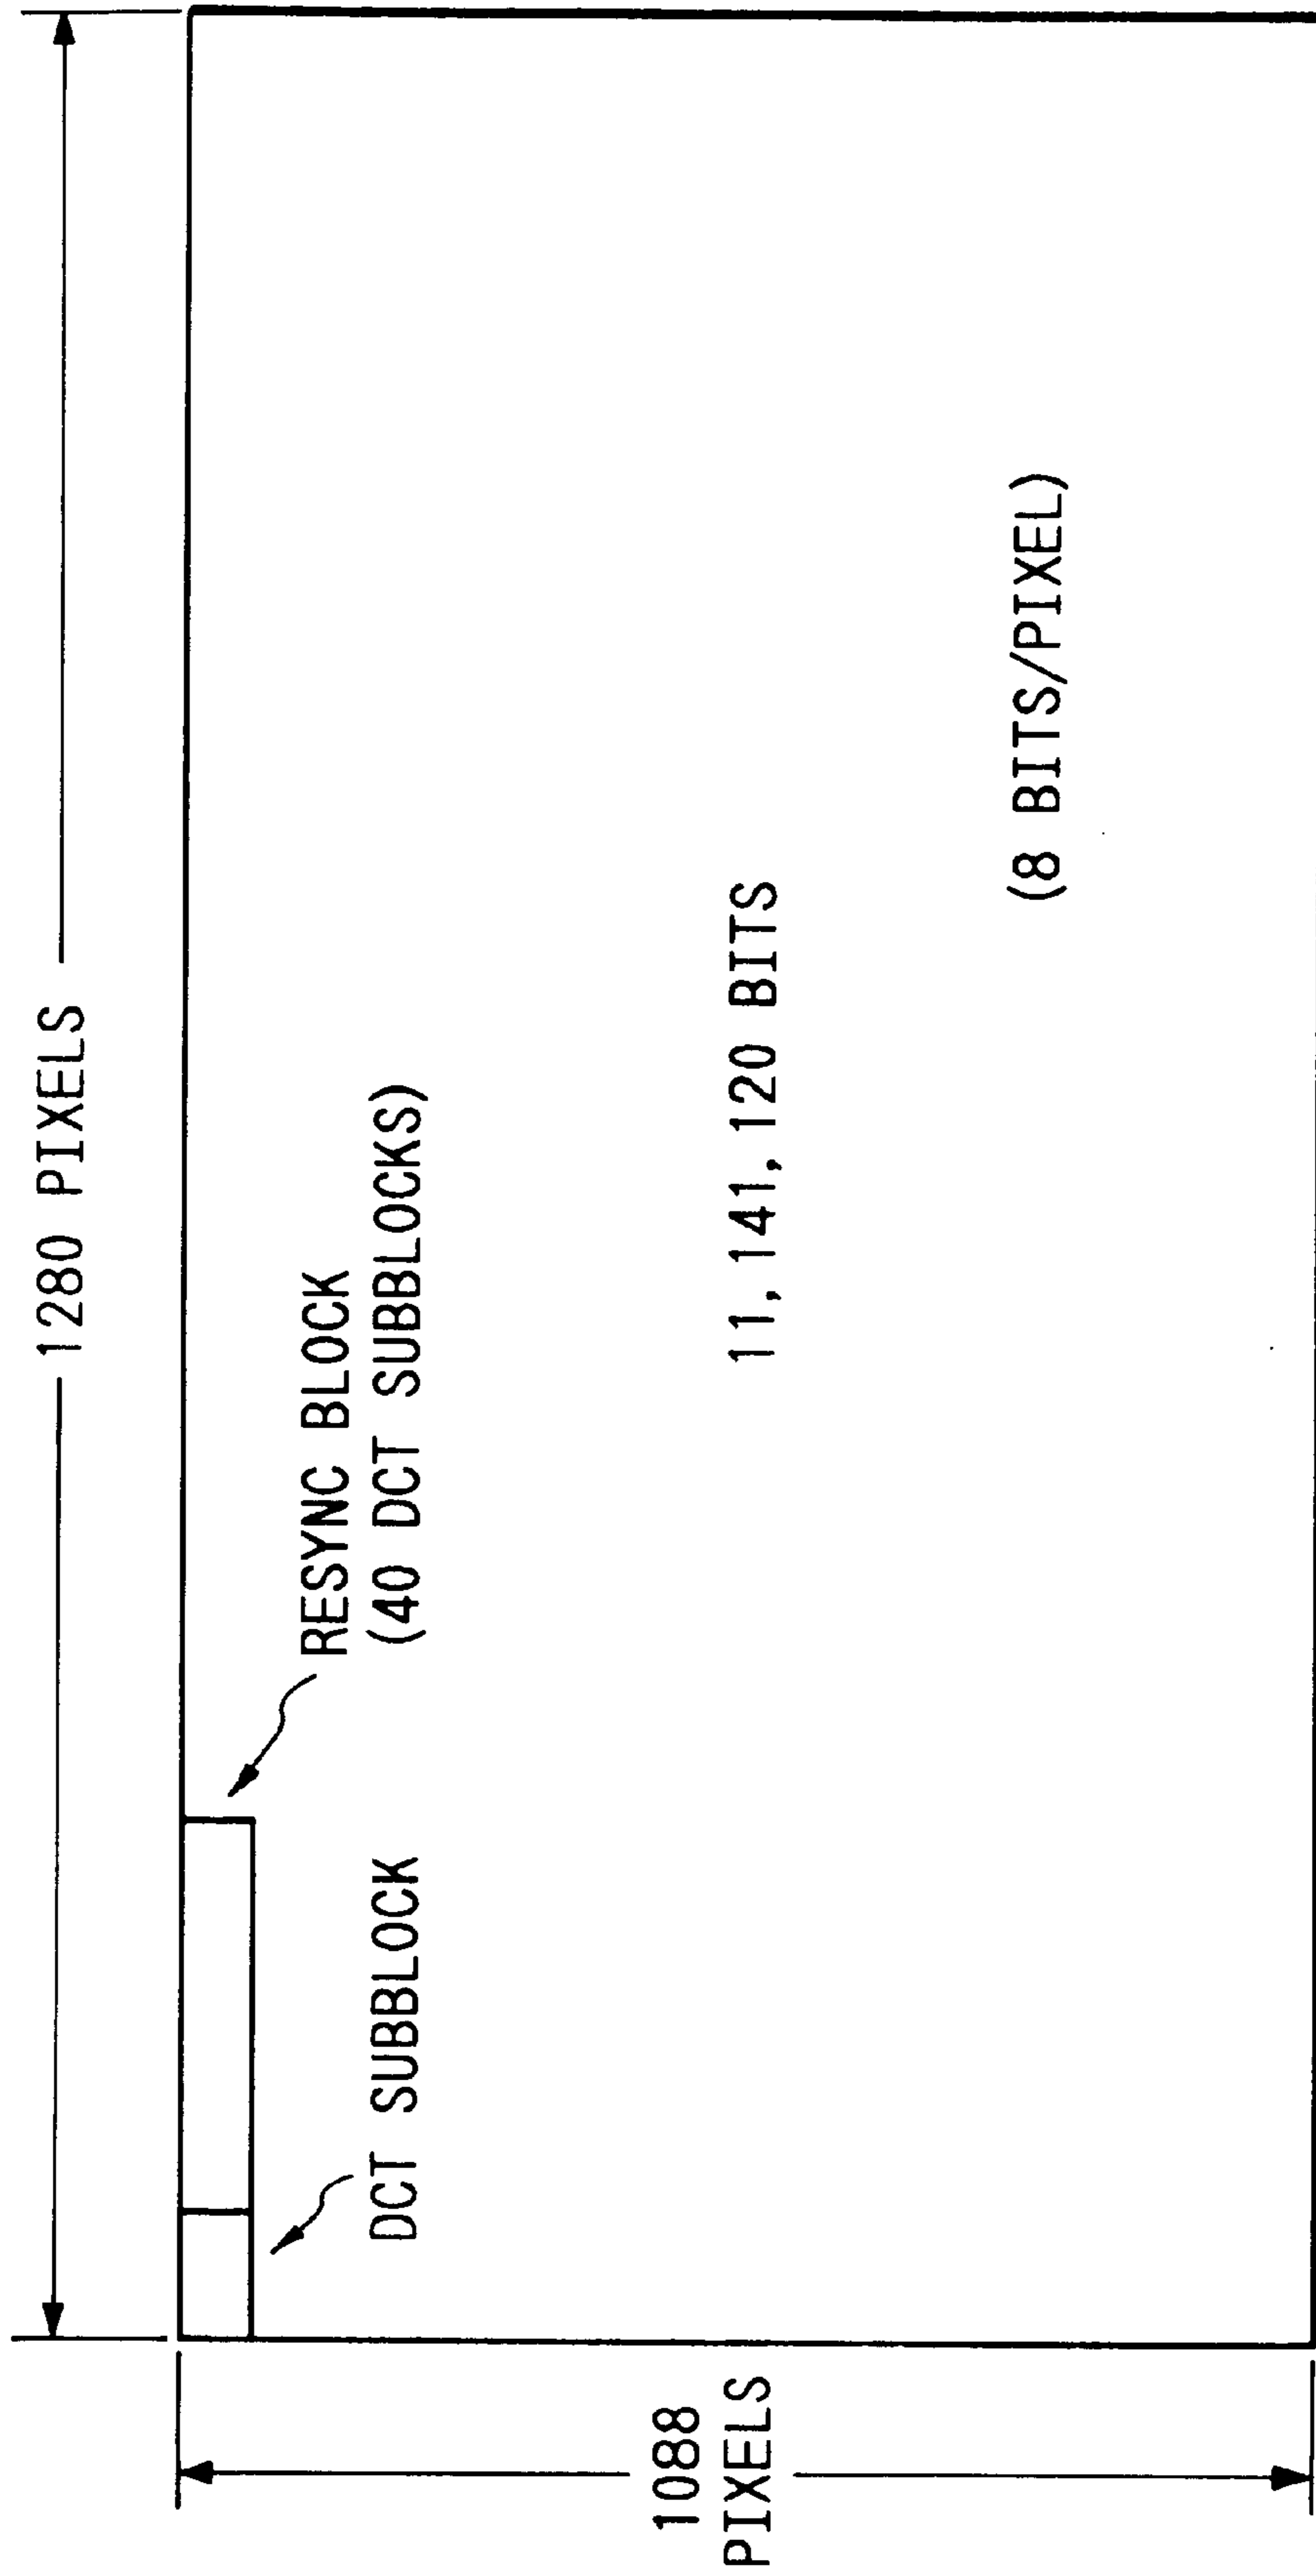 1280 PIXELS
RESYNC BLOCK
(40 DCT SUBBLOCKS)
DCT SUBBLOCK
1088
PIXELS
11, 141, 120 BITS
(8 BITS/PIXEL)